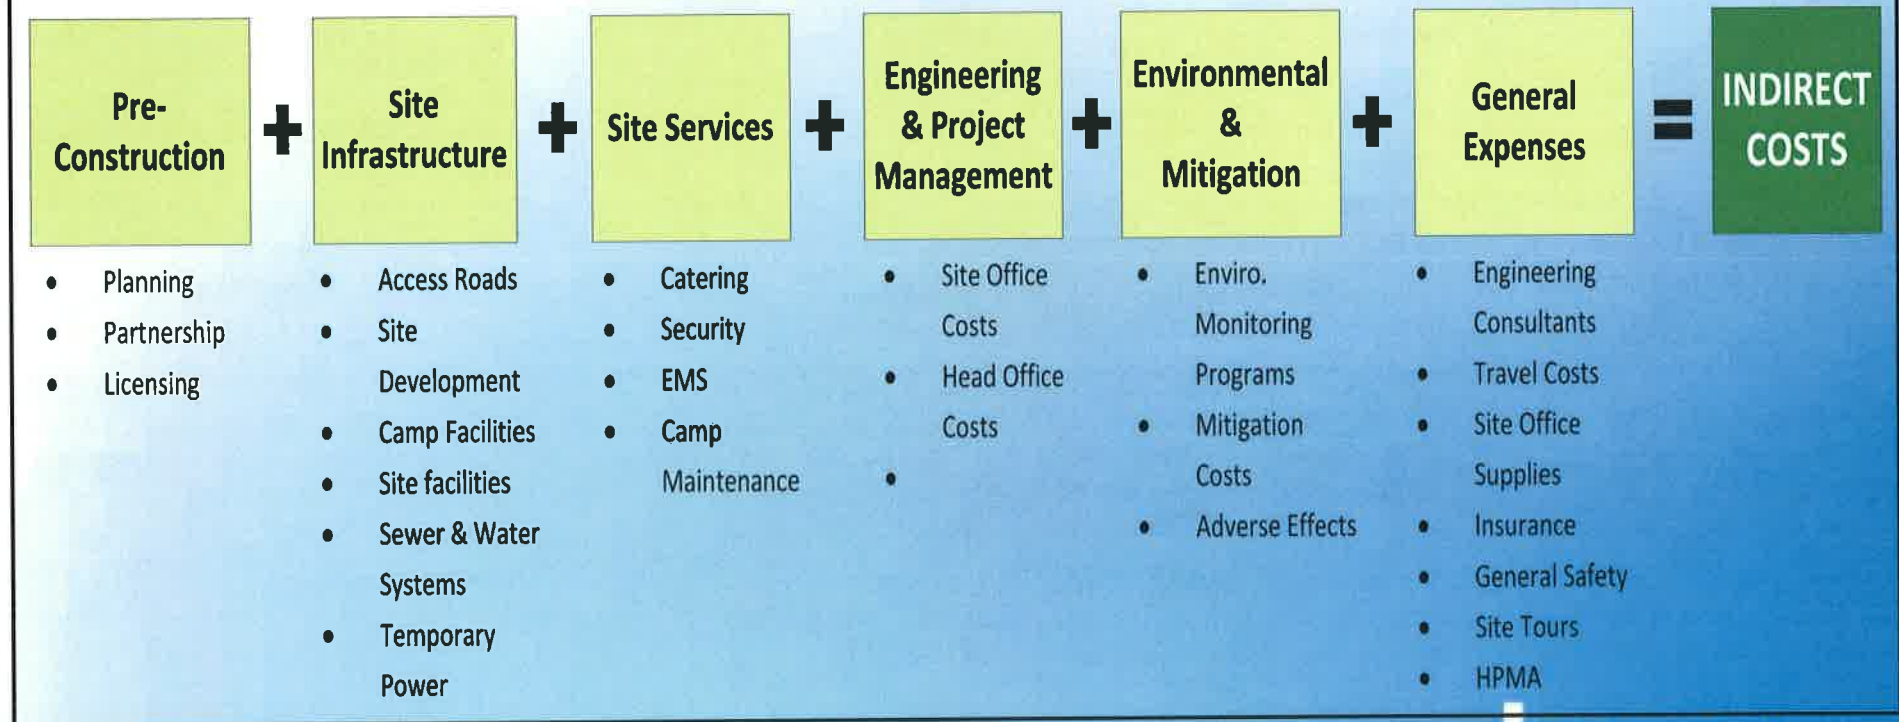 Pre-
Construction
+
Site
Infrastructure
+
Site Services
+
Engineering
& Project
Management
+
Environmental
&
Mitigation
+
General
Expenses
=
INDIRECT
COSTS
• Planning
• Partnership
• Licensing
• Access Roads
• Site
Development
• Camp Facilities
• Site facilities
• Sewer & Water
Systems
• Temporary
Power
• Catering
• Security
• EMS
• Camp
Maintenance
• Site Office
Costs
• Head Office
Costs
•
• Enviro.
Monitoring
Programs
• Mitigation
Costs
• Adverse Effects
• Engineering
Consultants
• Travel Costs
• Site Office
Supplies
• Insurance
• General Safety
• Site Tours
• HPMA